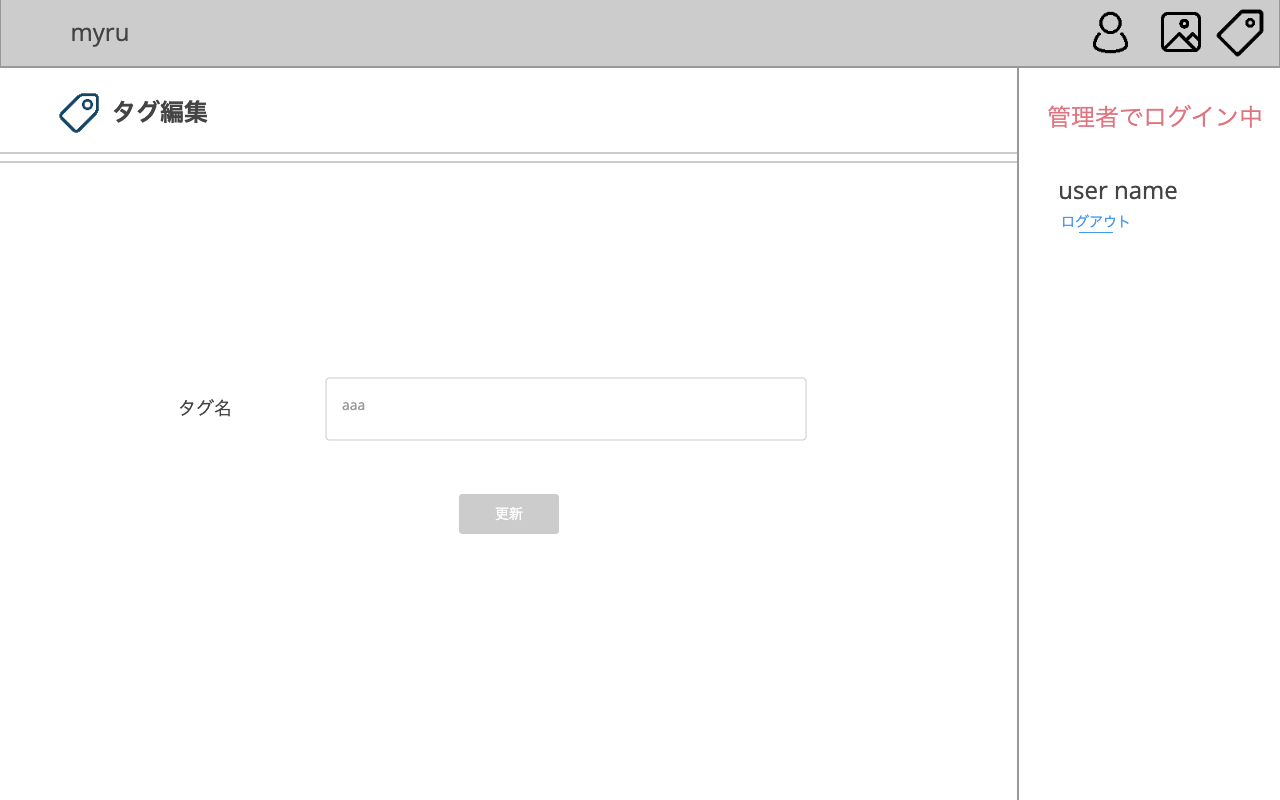 myru
タグ編集
管理者でログイン中
user name
ログアウト
タグ名
aaa
更新